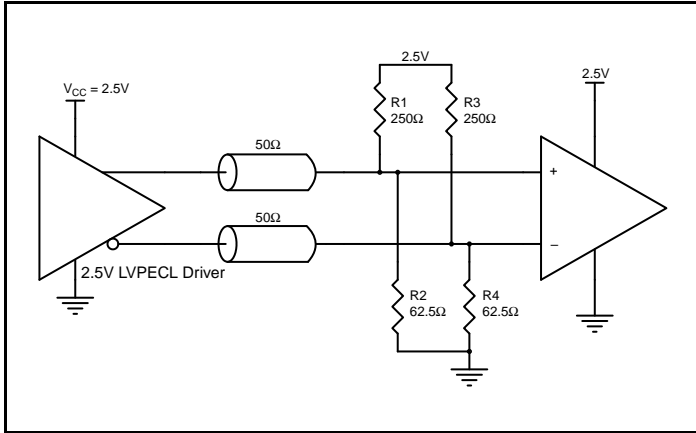 V_CC = 2.5V
2.5V
2.5V
R1
250Ω
R3
250Ω
50Ω
50Ω
+
–
2.5V LVPECL Driver
R2
62.5Ω
R4
62.5Ω